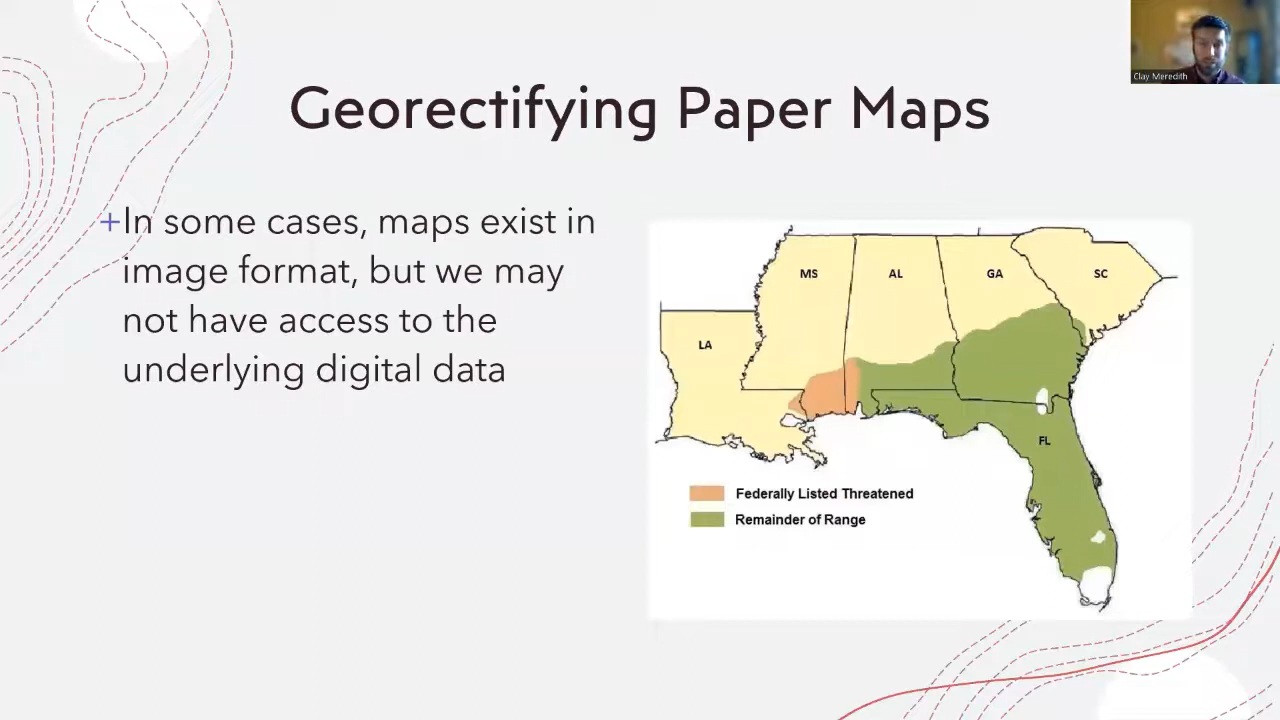 Clay Meredith
Georectifying Paper Maps
+In some cases, maps exist in
image format, but we may
not have access to the
underlying digital data
MS
AL
GA
SC
LA
FL
Federally Listed Threatened
Remainder of Range